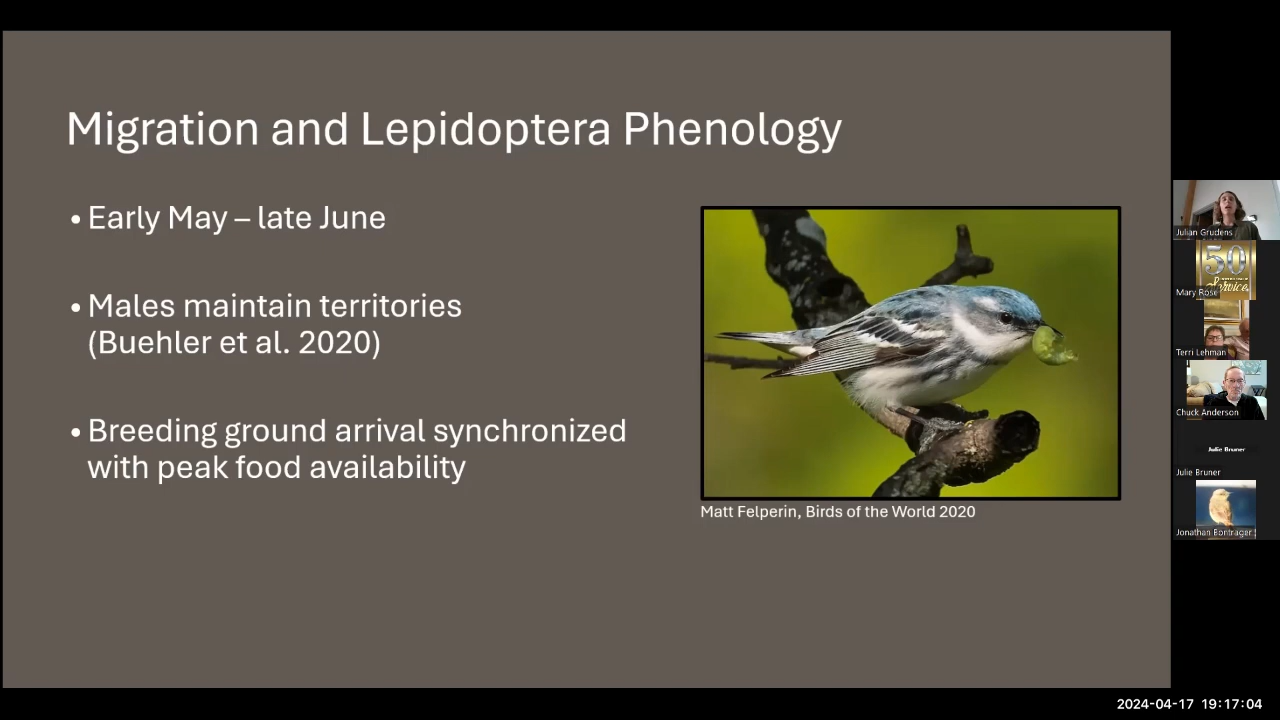 Migration and Lepidoptera Phenology
• Early May – late June
• Males maintain territories
(Buehler et al. 2020)
• Breeding ground arrival synchronized
with peak food availability
Matt Felperin, Birds of the World 2020
Julian Grudens
50
Service
Mary Rose
Terri Lehman
Chuck Anderson
Julie Bruner
Julie Bruner
Jonathan Bontrager
2024-04-17 19:17:04